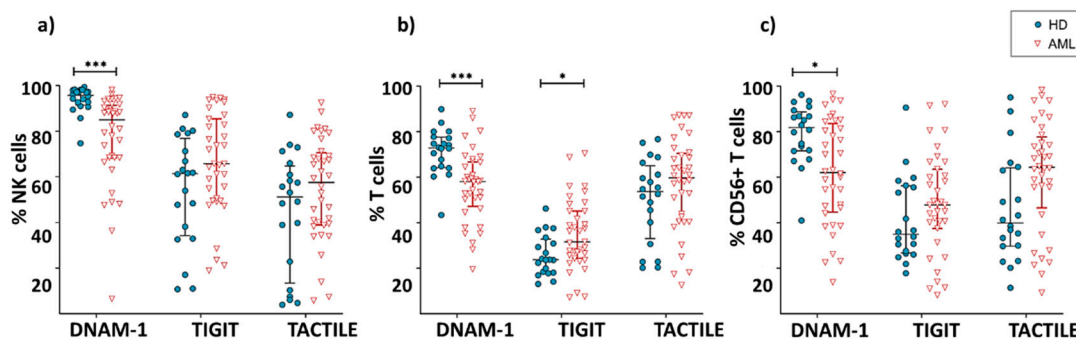 a)
b)
c)
HD
AML
***
***
*
*
% NK cells
100
80
60
40
20
DNAM-1 TIGIT TACTILE
% T cells
100
80
60
40
20
DNAM-1 TIGIT TACTILE
% CD56+ T cells
100
80
60
40
20
DNAM-1 TIGIT TACTILE